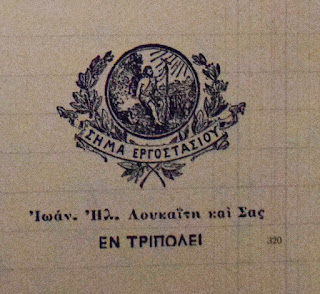 ΣΗΜΑ ΕΡΓΟΣΤΑΣΙΟΥ
Ἰωάν. Ἠλ. Λουκαΐτη καὶ Σας
ΕΝ ΤΡΙΠΟΛΕΙ
320